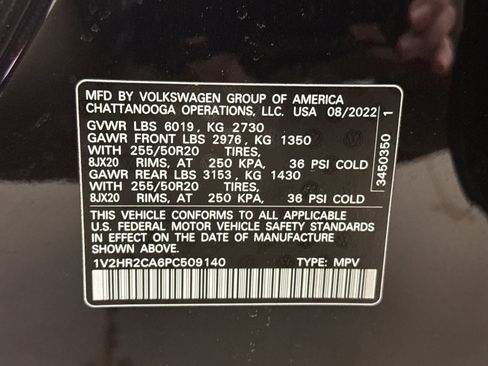 MFD BY VOLKSWAGEN GROUP OF AMERICA
CHATTANOOGA OPERATIONS, LLC. USA 08/2022
GVWR LBS 6019, KG 2730
GAWR FRONT LBS 2976, KG 1350
WITH 255/50R20 TIRES,
8JX20 RIMS, AT 250 KPA, 36 PSI COLD
GAWR REAR LBS 3153, KG 1430
WITH 255/50R20 TIRES,
8JX20 RIMS, AT 250 KPA, 36 PSI COLD
THIS VEHICLE CONFORMS TO ALL APPLICABLE
U.S. FEDERAL MOTOR VEHICLE SAFETY STANDARDS
IN EFFECT ON THE DATE OF MANUFACTURE
SHOWN ABOVE.
1V2HR2CA6PC509140 TYPE: MPV
3450350 1